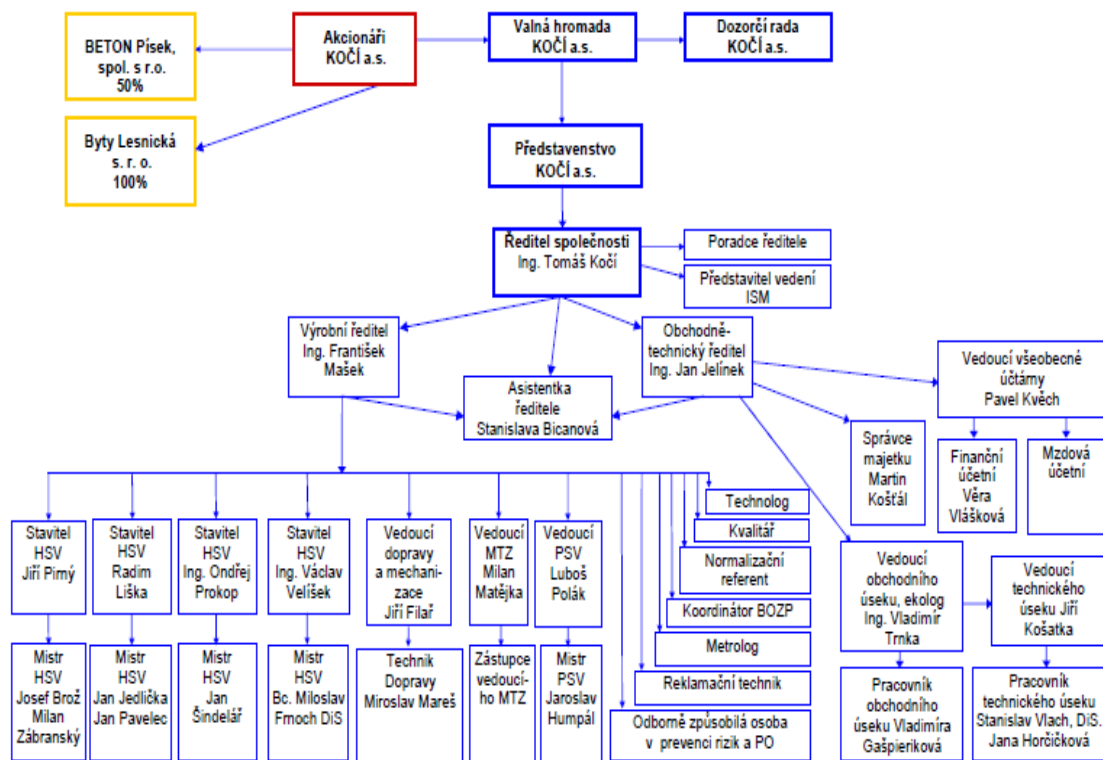 BETON Písek,
spol. s r.o.
50%
Akcionáři
KOČÍ a.s.
Valná hromada
KOČÍ a.s.
Dozorčí rada
KOČÍ a.s.
Byty Lesnická
s. r. o.
100%
Představenstvo
KOČÍ a.s.
Ředitel společnosti
Ing. Tomáš Kočí
Poradce ředitele
Představitel vedení
ISM
Výrobní ředitel
Ing. František
Mašek
Obchodně-
technický ředitel
Ing. Jan Jelínek
Asistentka
ředitele
Stanislava Bicanová
Vedoucí všeobecné
účtárny
Pavel Kvěch
Správce
majetku
Martin
Košťál
Finanční
účetní
Věra
Vlášková
Mzdová
účetní
Technolog
Kvalitář
Normalizační
referent
Koordinátor BOZP
Metrolog
Reklamační technik
Odborně způsobilá osoba
v prevenci rizik a PO
Stavitel
HSV
Jiří Pirný
Stavitel
HSV
Radim
Liška
Stavitel
HSV
Ing. Ondřej
Prokop
Stavitel
HSV
Ing. Václav
Velíšek
Vedoucí
dopravy
a mechani-
zace
Jiří Filař
Vedoucí
MTZ
Milan
Matějka
Vedoucí
PSV
Luboš
Polák
Vedoucí
obchodního
úseku, ekolog
Ing. Vladimír
Trnka
Vedoucí
technického
úseku Jiří
Košatka
Mistr
HSV
Josef Brož
Milan
Zábranský
Mistr
HSV
Jan Jedlička
Jan Pavelec
Mistr
HSV
Jan
Šindelář
Mistr
HSV
Bc. Miloslav
Frnoch DiS
Technik
Dopravy
Miroslav Mareš
Zástupce
vedoucí-
ho MTZ
Mistr
PSV
Jaroslav
Humpál
Pracovník
obchodního
úseku Vladimíra
Gašpieriková
Pracovník
technického úseku
Stanislav Vlach, DiS.
Jana Horčičková